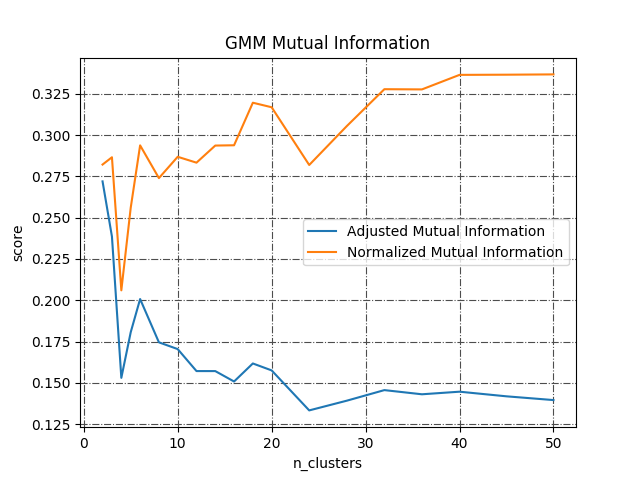 GMM Mutual Information
score
0.325
0.300
0.275
0.250
0.225
0.200
0.175
0.150
0.125
Adjusted Mutual Information
Normalized Mutual Information
0 10 20 30 40 50
n_clusters